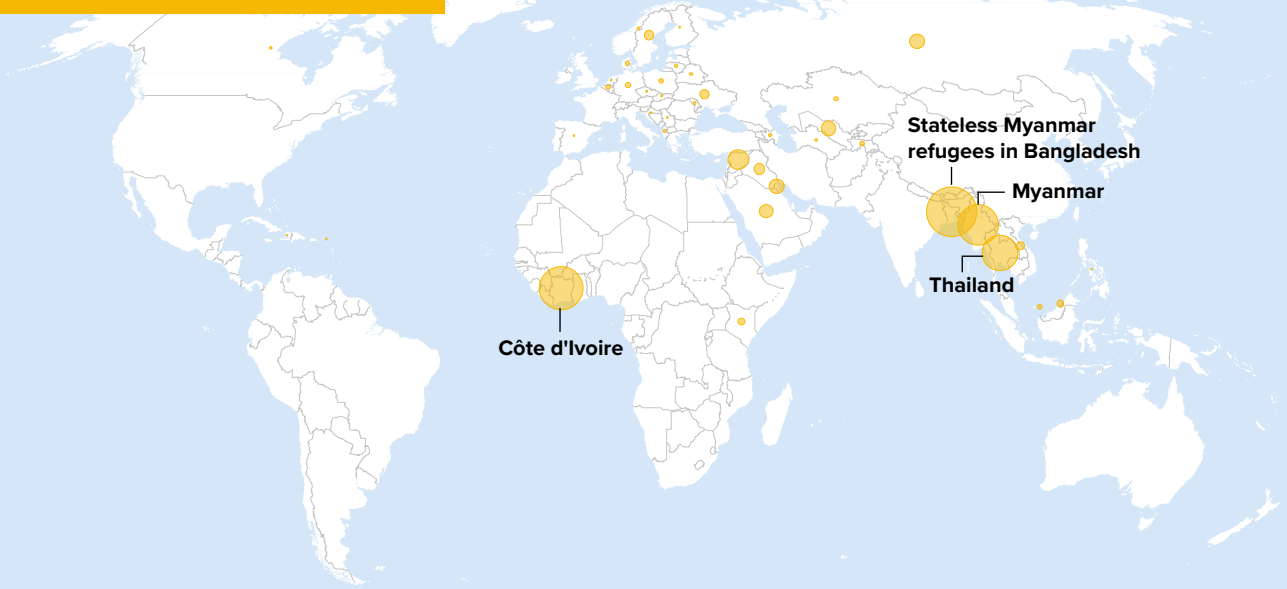 Stateless Myanmar
refugees in Bangladesh
Myanmar
Thailand
Côte d'Ivoire